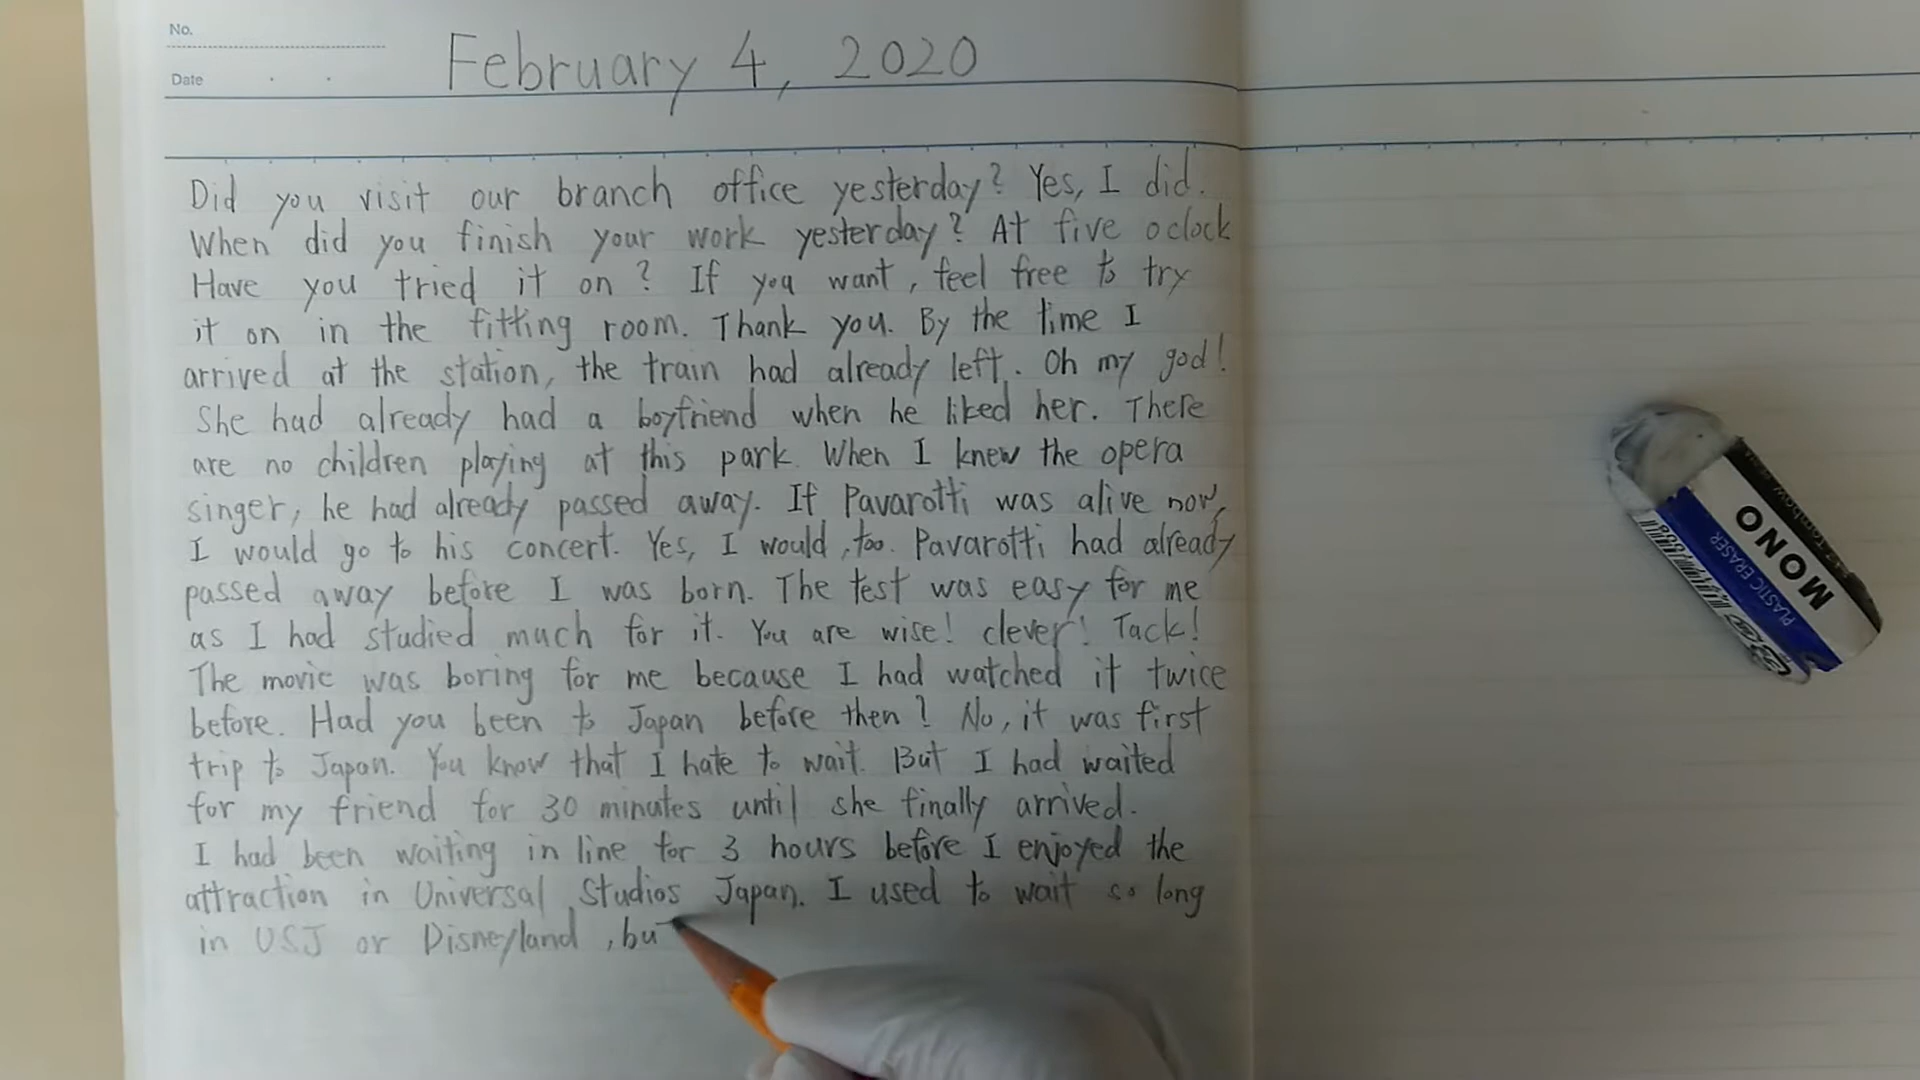 No.
Date
February 4, 2020
Did you visit our branch office yesterday? Yes, I did.
When did you finish your work yesterday? At five oclock
Have you tried it on? If you want, feel free to try
it on in the fitting room. Thank you. By the time I
arrived at the station, the train had already left. Oh my god!
She had already had a boyfriend when he liked her. There
are no children playing at this park. When I knew the opera
singer, he had already passed away. If Pavarotti was alive now,
I would go to his concert. Yes, I would, too. Pavarotti had already
passed away before I was born. The test was easy for me
as I had studied much for it. You are wise! clever! Tack!
The movie was boring for me because I had watched it twice
before. Had you been to Japan before then? No, it was first
trip to Japan. You know that I hate to wait. But I had waited
for my friend for 30 minutes until she finally arrived.
I had been waiting in line for 3 hours before I enjoyed the
attraction in Universal Studios Japan. I used to wait so long
in USJ or Disneyland, but
MONO
PLASTIC ERASER
Tombow